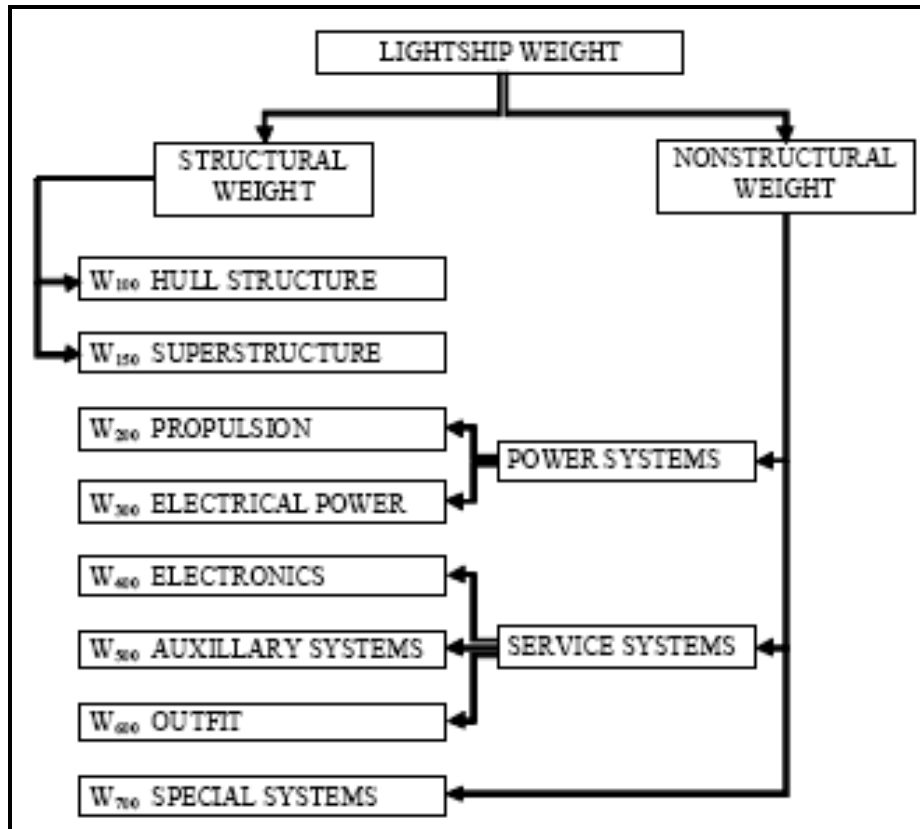 LIGHTSHIP WEIGHT
STRUCTURAL
WEIGHT
NONSTRUCTURAL
WEIGHT
W100 HULL STRUCTURE
W150 SUPERSTRUCTURE
W200 PROPULSION
POWER SYSTEMS
W300 ELECTRICAL POWER
W400 ELECTRONICS
W500 AUXILLARY SYSTEMS
SERVICE SYSTEMS
W600 OUTFIT
W700 SPECIAL SYSTEMS